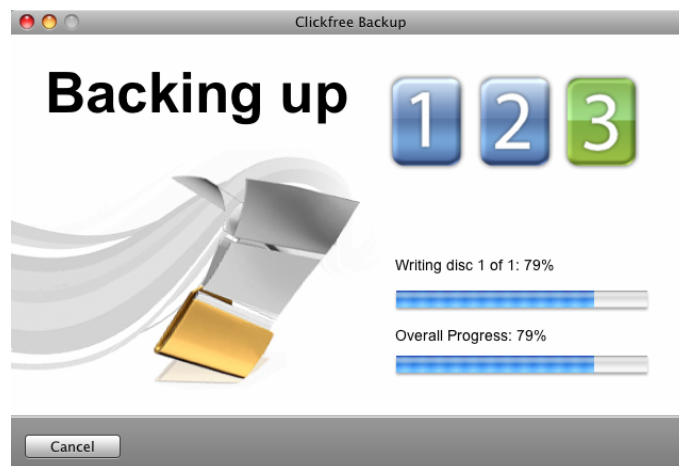 Clickfree Backup
Backing up
1 2 3
Writing disc 1 of 1: 79%
Overall Progress: 79%
Cancel